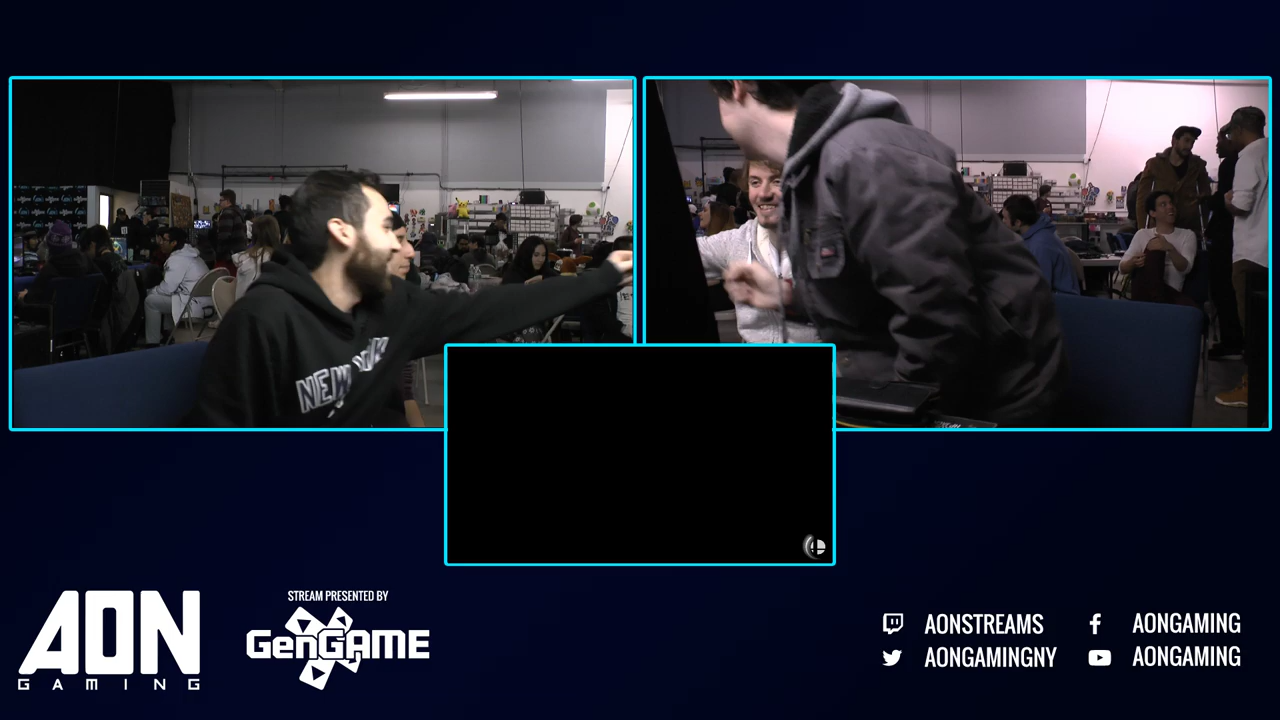 NEW YORK
AON
GAMING
STREAM PRESENTED BY
GENGAME
AONSTREAMS
AONGAMING
AONGAMINGNY
AONGAMING